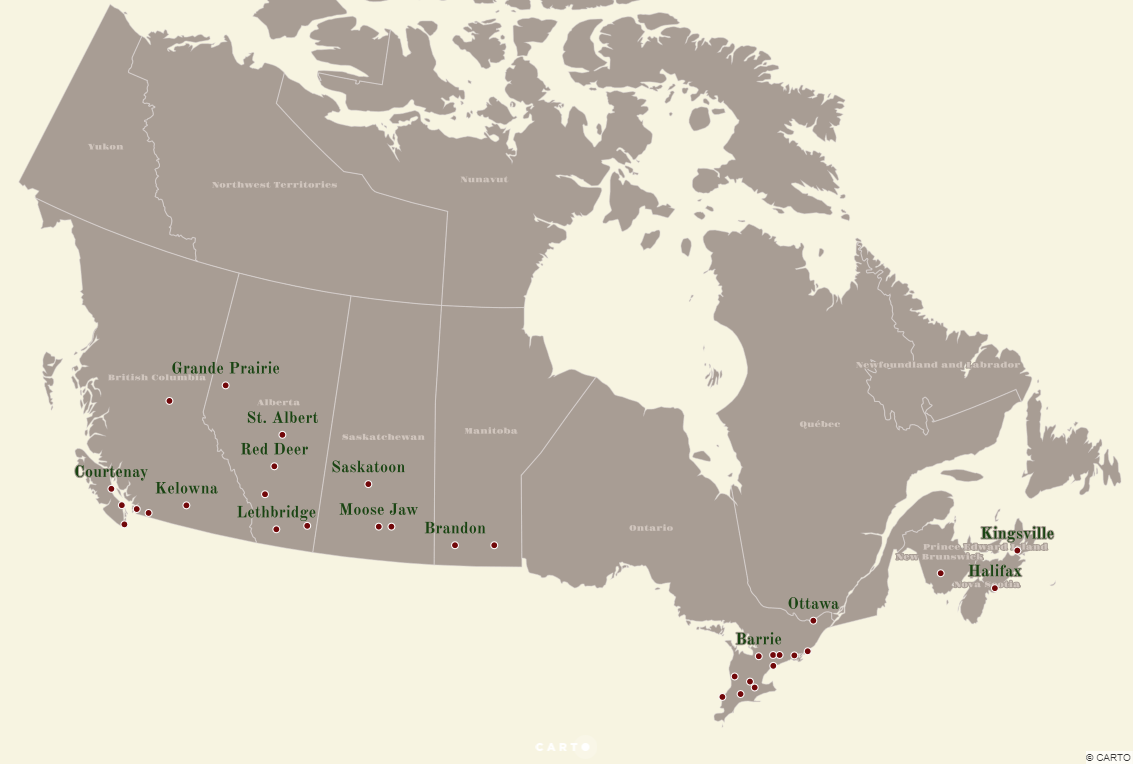 Yukon
Northwest Territories
Nunavut
Grande Prairie
British Columbia
Newfoundland and Labrador
Alberta
St. Albert
Québec
Manitoba
Saskatchewan
Red Deer
Saskatoon
Courtenay
Kelowna
Moose Jaw
Lethbridge
Brandon
Ontario
Kingsville
Prince Edward Island
New Brunswick
Halifax
Nova Scotia
Ottawa
Barrie
CARTO
© CARTO